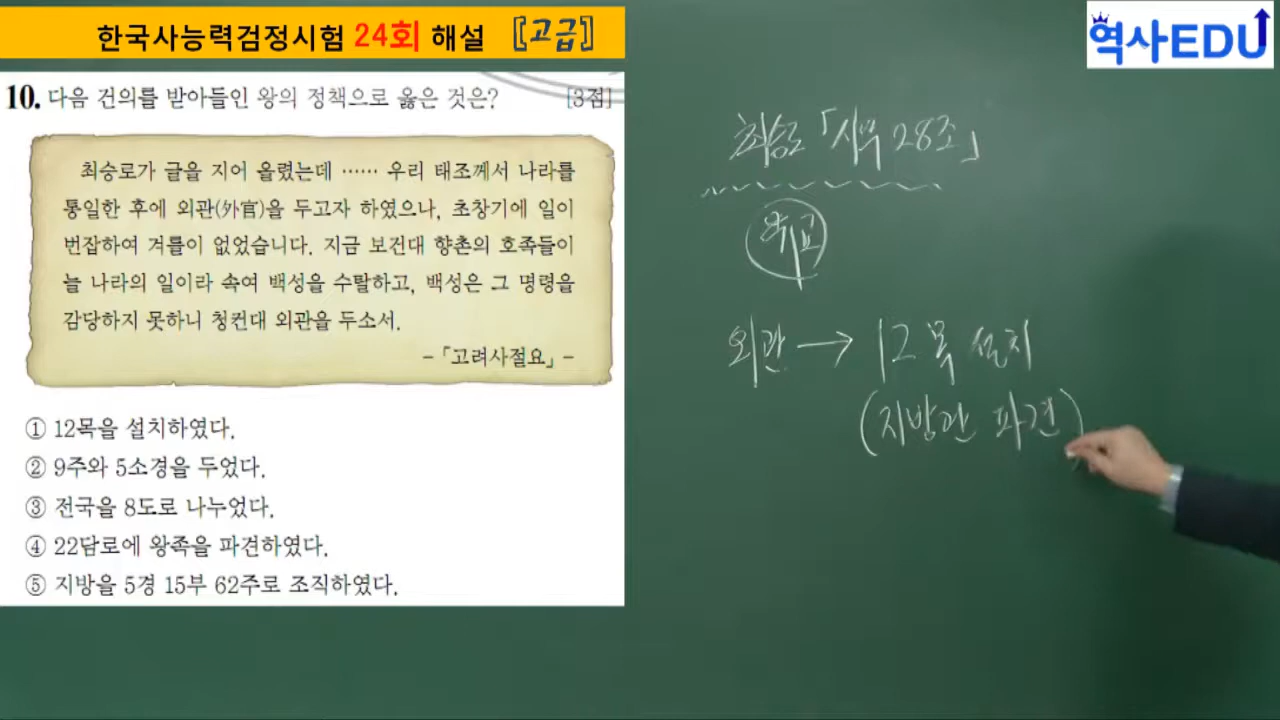 한국사능력검정시험 24회 해설 [고급]
역사EDU
10. 다음 건의를 받아들인 왕의 정책으로 옳은 것은? [3점]
최승로가 글을 지어 올렸는데 …… 우리 태조께서 나라를
통일한 후에 외관(外官)을 두고자 하였으나, 초창기에 일이
번잡하여 겨를이 없었습니다. 지금 보건대 향촌의 호족들이
늘 나라의 일이라 속여 백성을 수탈하고, 백성은 그 명령을
감당하지 못하니 청컨대 외관을 두소서.
-「고려사절요」-
① 12목을 설치하였다.
② 9주와 5소경을 두었다.
③ 전국을 8도로 나누었다.
④ 22담로에 왕족을 파견하였다.
⑤ 지방을 5경 15부 62주로 조직하였다.
최승로「시무 28조」
유교
외관 → 12목 설치
(지방관 파견)